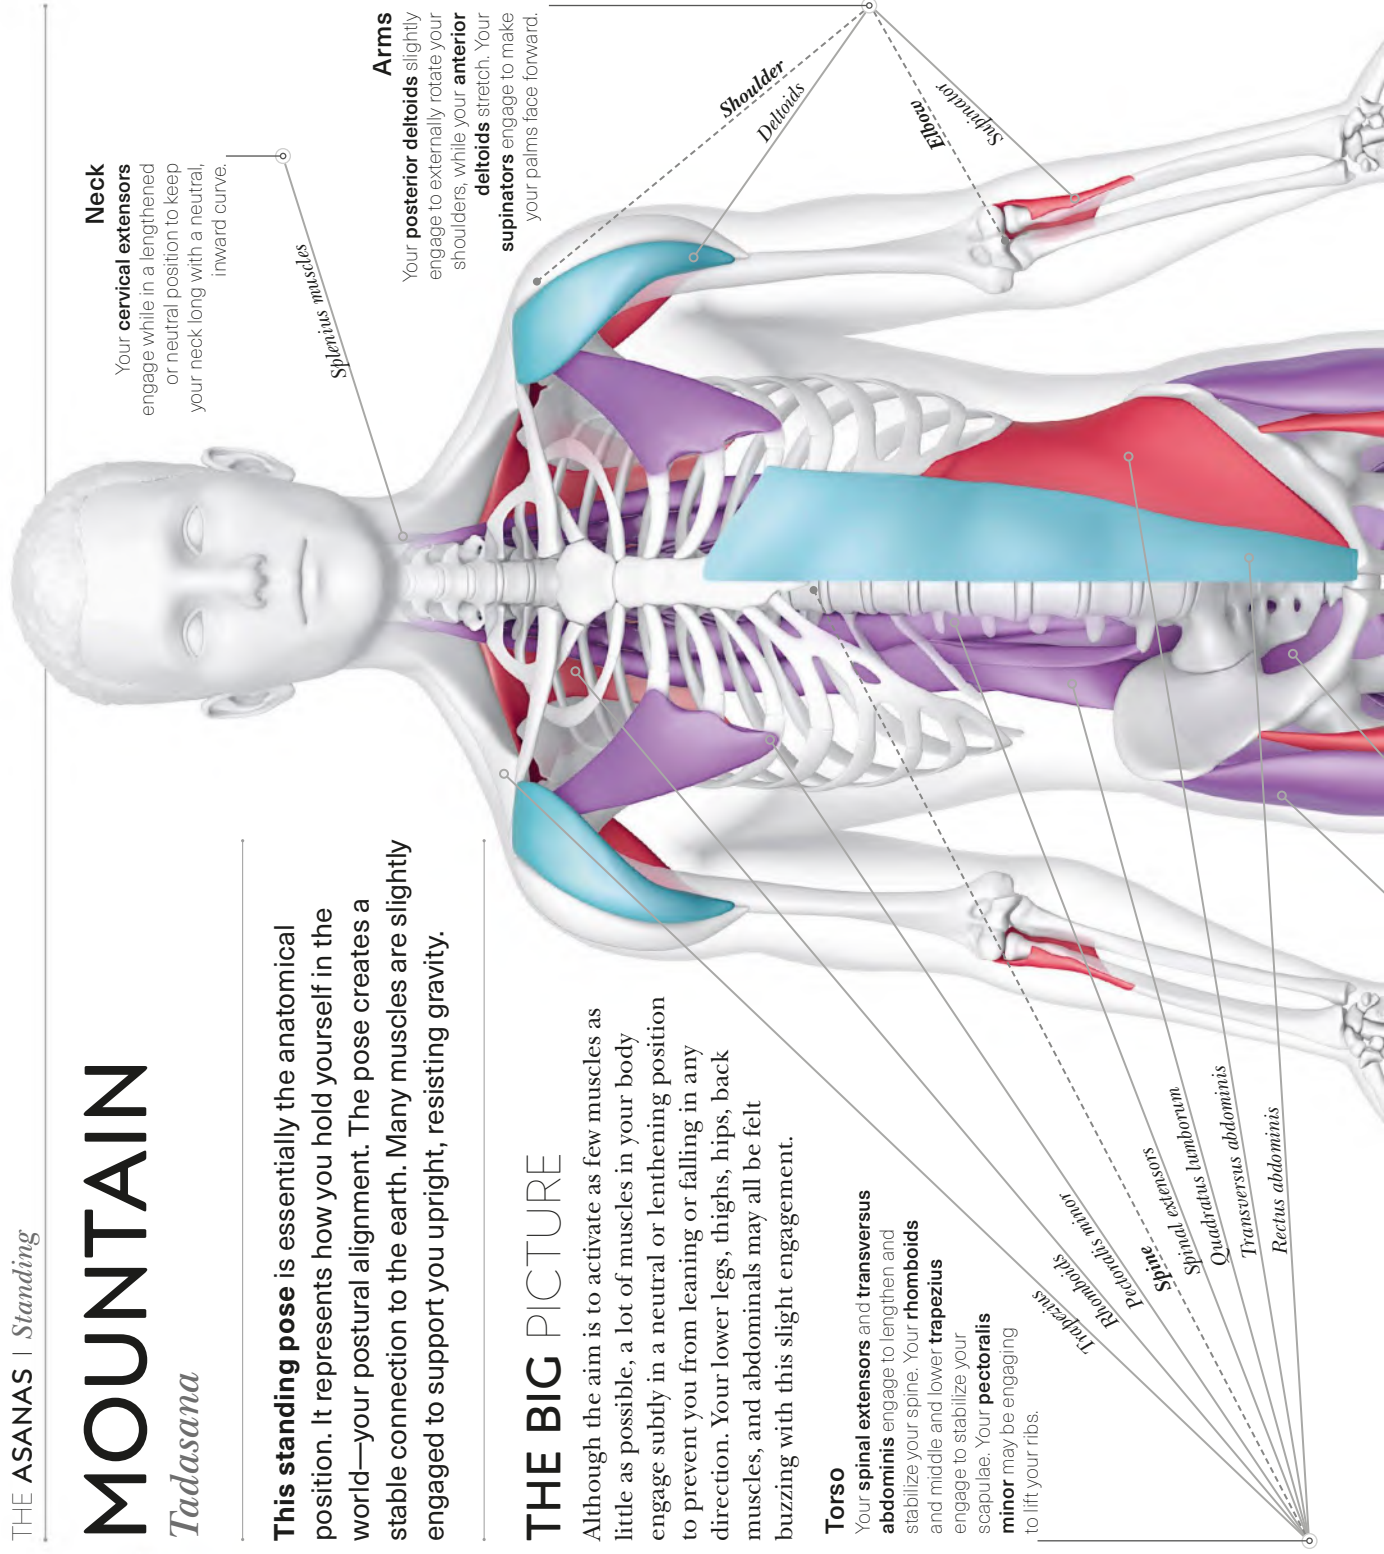 THE ASANAS | Standing
MOUNTAIN
Tadasana
This standing pose is essentially the anatomical
position. It represents how you hold yourself in the
world—your postural alignment. The pose creates a
stable connection to the earth. Many muscles are slightly
engaged to support you upright, resisting gravity.
THE BIG PICTURE
Although the aim is to activate as few muscles as
little as possible, a lot of muscles in your body
engage subtly in a neutral or lenthening position
to prevent you from leaning or falling in any
direction. Your lower legs, thighs, hips, back
muscles, and abdominals may all be felt
buzzing with this slight engagement.
Torso
Your spinal extensors and transversus
abdominis engage to lengthen and
stabilize your spine. Your rhomboids
and middle and lower trapezius
engage to stabilize your
scapulae. Your pectoralis
minor may be engaging
to lift your ribs.
Trapezius
Rhomboids
Pectoralis minor
Spine
Spinal extensors
Quadratus lumborum
Transversus abdominis
Rectus abdominis
Neck
Your cervical extensors
engage while in a lengthened
or neutral position to keep
your neck long with a neutral,
inward curve.
Splenius muscles
Arms
Your posterior deltoids slightly
engage to externally rotate your
shoulders, while your anterior
deltoids stretch. Your
supinators engage to make
your palms face forward.
Shoulder
Deltoids
Elbow
Supinator